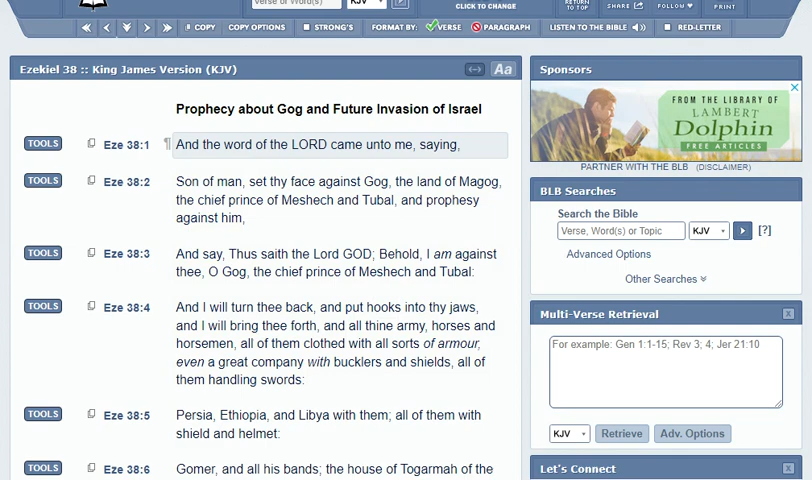 Verse or Word(s)
KJV
CLICK TO CHANGE
RETURN
TO TOP
SHARE
FOLLOW
PRINT
COPY
COPY OPTIONS
STRONG'S
FORMAT BY:
VERSE
PARAGRAPH
LISTEN TO THE BIBLE
RED-LETTER
Ezekiel 38 :: King James Version (KJV)
Aa
Prophecy about Gog and Future Invasion of Israel
TOOLS Eze 38:1 ¶ And the word of the LORD came unto me, saying,
TOOLS Eze 38:2 Son of man, set thy face against Gog, the land of Magog,
the chief prince of Meshech and Tubal, and prophesy
against him,
TOOLS Eze 38:3 And say, Thus saith the Lord GOD; Behold, I am against
thee, O Gog, the chief prince of Meshech and Tubal:
TOOLS Eze 38:4 And I will turn thee back, and put hooks into thy jaws,
and I will bring thee forth, and all thine army, horses and
horsemen, all of them clothed with all sorts of armour,
even a great company with bucklers and shields, all of
them handling swords:
TOOLS Eze 38:5 Persia, Ethiopia, and Libya with them; all of them with
shield and helmet:
TOOLS Eze 38:6 Gomer, and all his bands; the house of Togarmah of the
Sponsors
FROM THE LIBRARY OF
LAMBERT
Dolphin
FREE ARTICLES
PARTNER WITH THE BLB (DISCLAIMER)
BLB Searches
Search the Bible
Verse, Word(s) or Topic KJV [?]
Advanced Options
Other Searches
Multi-Verse Retrieval X
For example: Gen 1:1-15; Rev 3; 4; Jer 21:10
KJV Retrieve Adv. Options
Let's Connect X